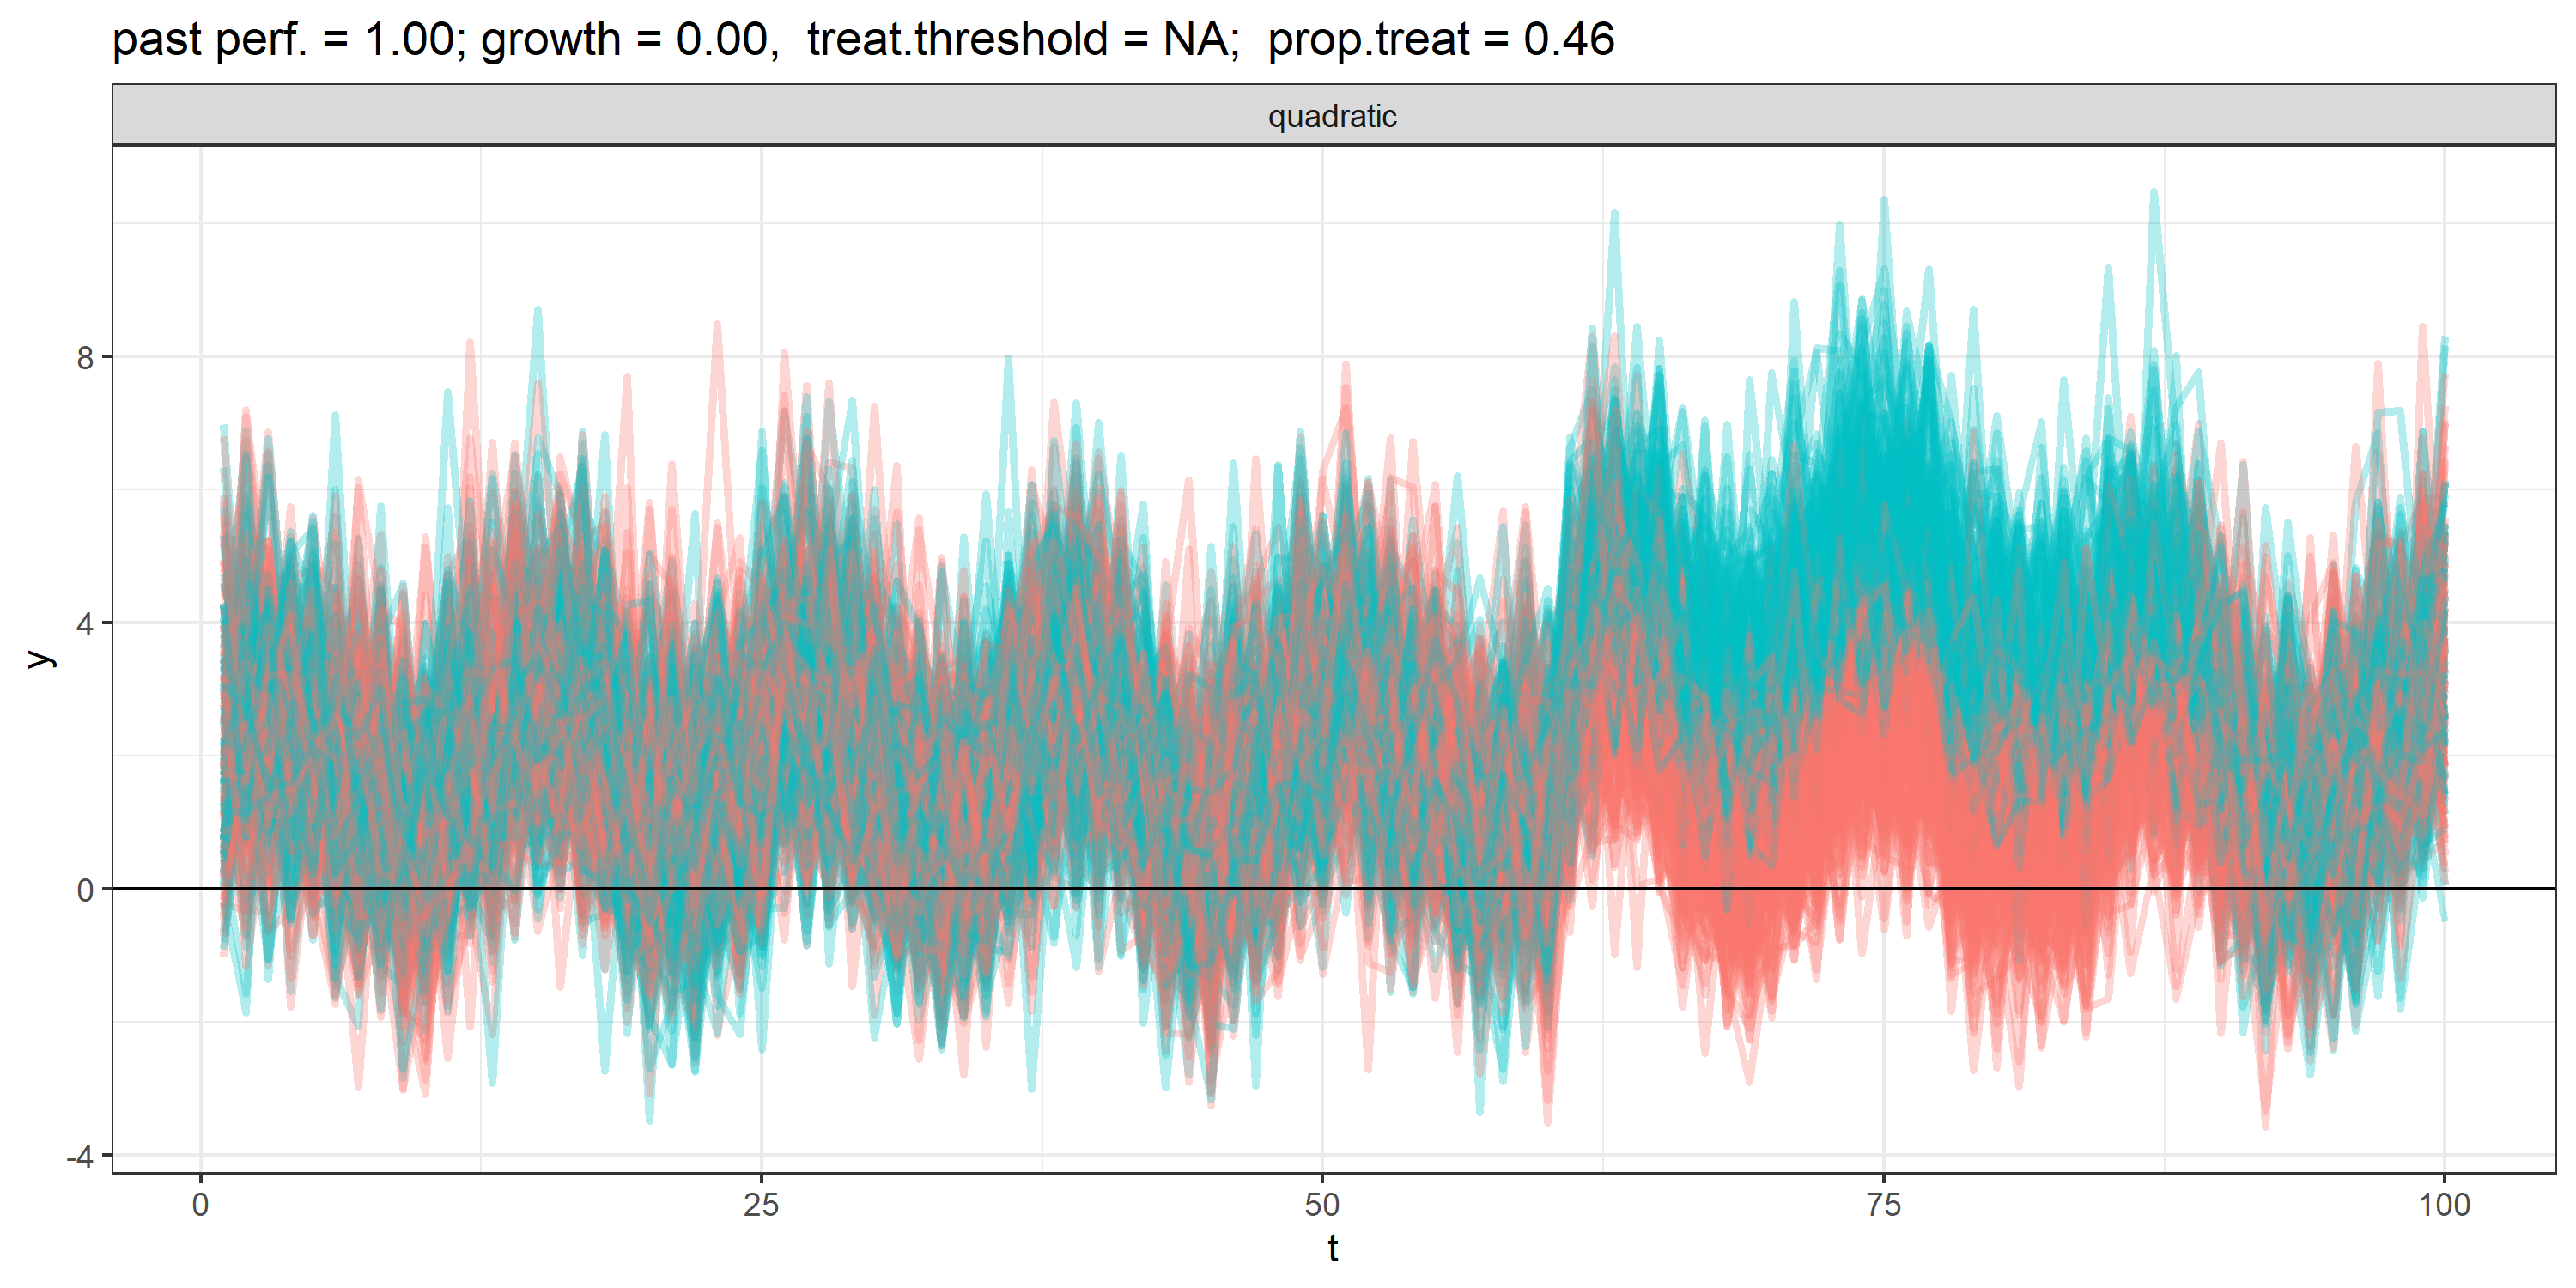 past perf. = 1.00; growth = 0.00,  treat.threshold = NA;  prop.treat = 0.46
quadratic
8
4
0
-4
y
0 25 50 75 100
t